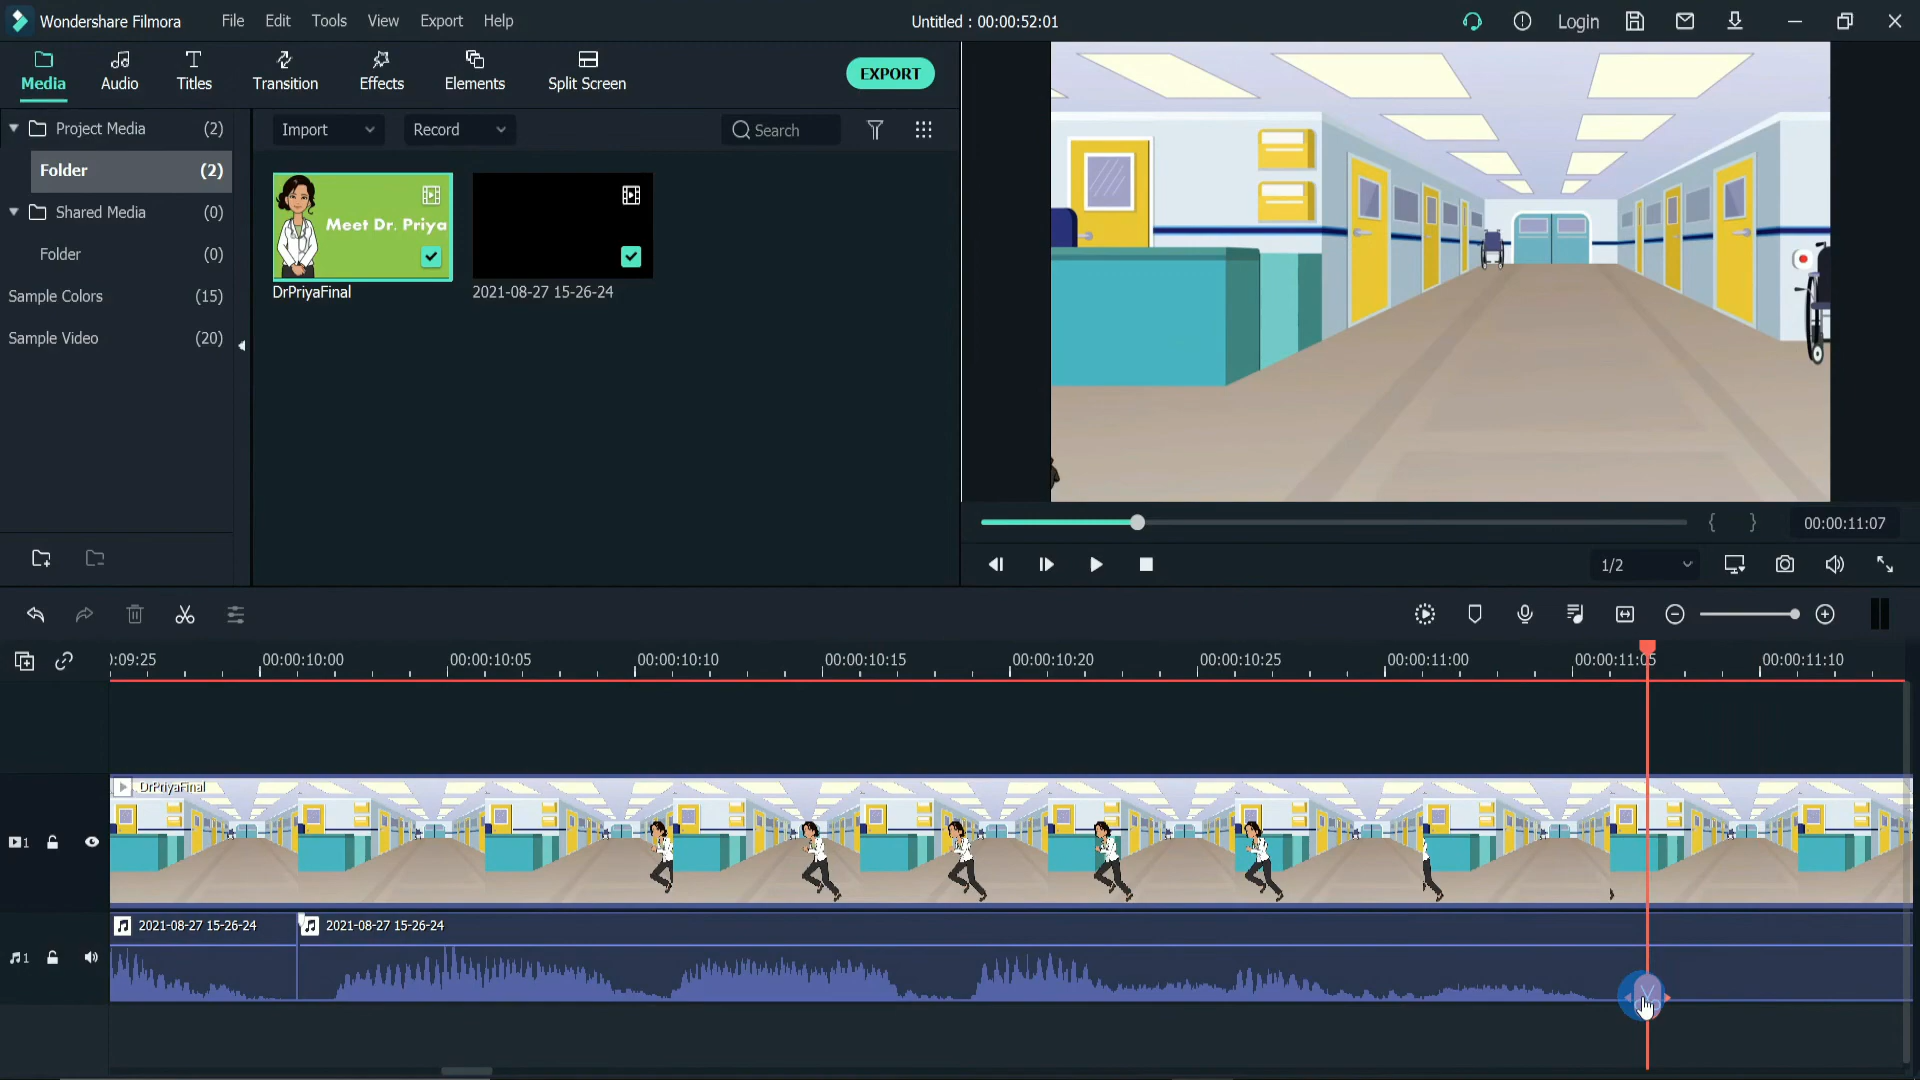 Wondershare Filmora
File Edit Tools View Export Help
Untitled : 00:00:52:01
Login
Media Audio Titles Transition Effects Elements Split Screen
EXPORT
Project Media (2)
Folder (2)
Shared Media (0)
Folder (0)
Sample Colors (15)
Sample Video (20)
Import Record Search
Meet Dr. Priya
DrPriyaFinal
2021-08-27 15-26-24
{ } 00:00:11:07
1/2
):09:25 00:00:10:00 00:00:10:05 00:00:10:10 00:00:10:15 00:00:10:20 00:00:10:25 00:00:11:00 00:00:11:05 00:00:11:10
DrPriyaFinal
1
2021-08-27 15-26-24
2021-08-27 15-26-24
1